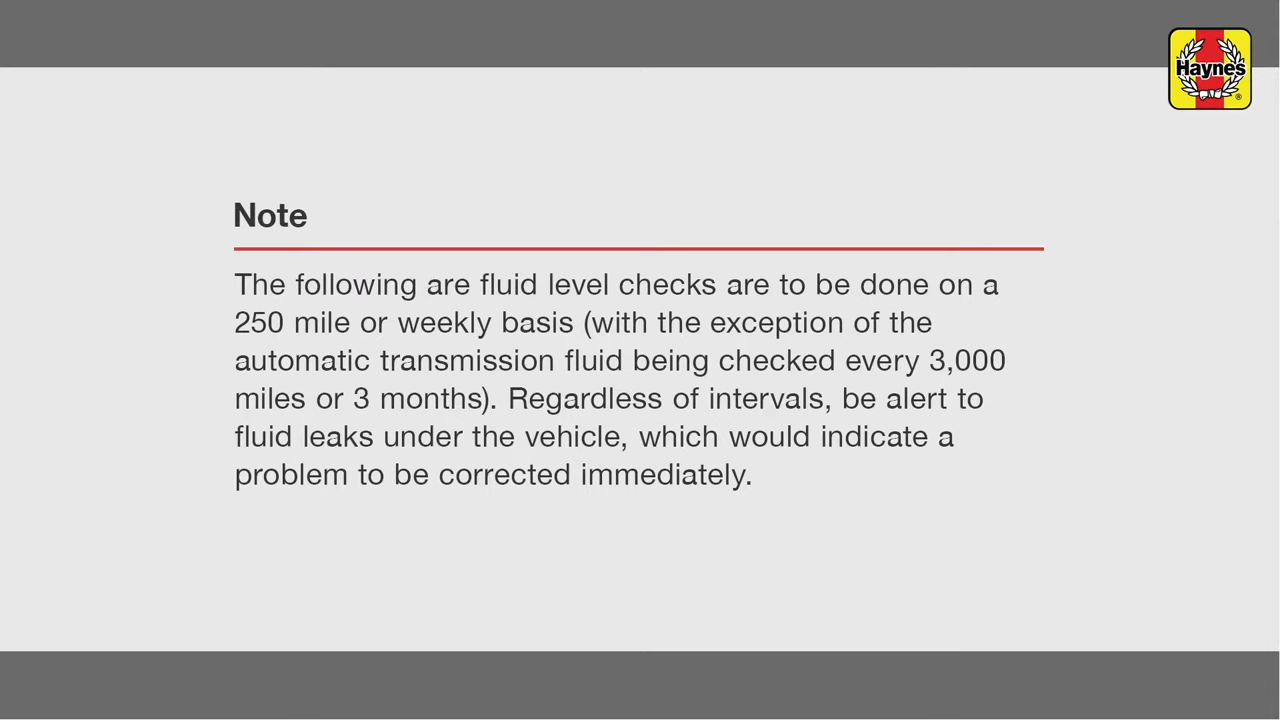 Haynes
Note
The following are fluid level checks are to be done on a
250 mile or weekly basis (with the exception of the
automatic transmission fluid being checked every 3,000
miles or 3 months). Regardless of intervals, be alert to
fluid leaks under the vehicle, which would indicate a
problem to be corrected immediately.